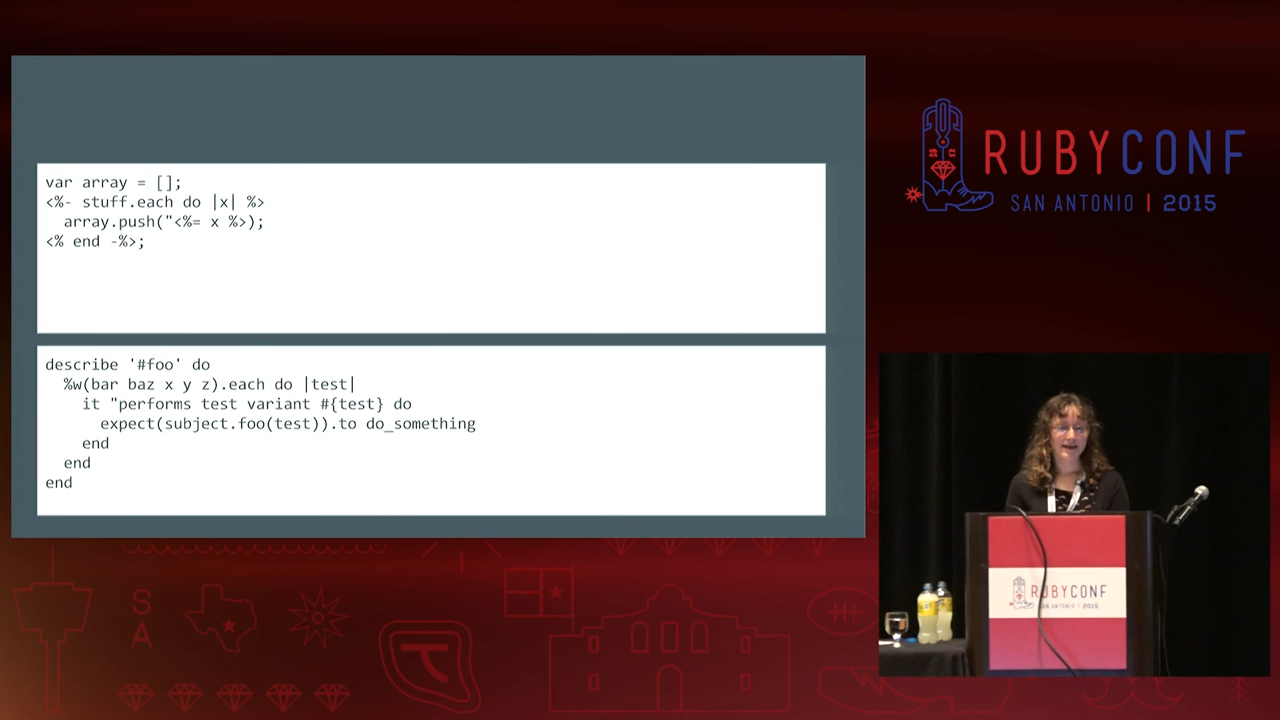 var array = [];
<%- stuff.each do |x| %>
  array.push("<%= x %>);
<% end -%>;
describe '#foo' do
  %w(bar baz x y z).each do |test|
    it "performs test variant #{test} do
      expect(subject.foo(test)).to do_something
    end
  end
end
RUBYCONF
SAN ANTONIO | 2015
RUBYCONF
SAN ANTONIO | 2015
S
A